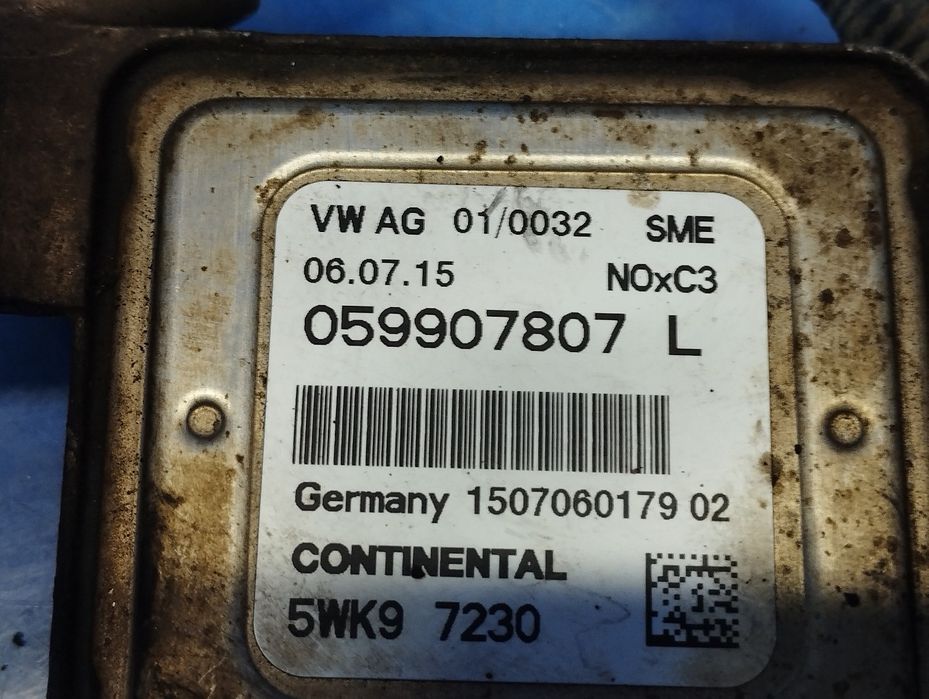 VW AG 01/0032 SME
06.07.15 NOxC3
059907807 L
Germany 1507060179 02
CONTINENTAL
5WK9 7230